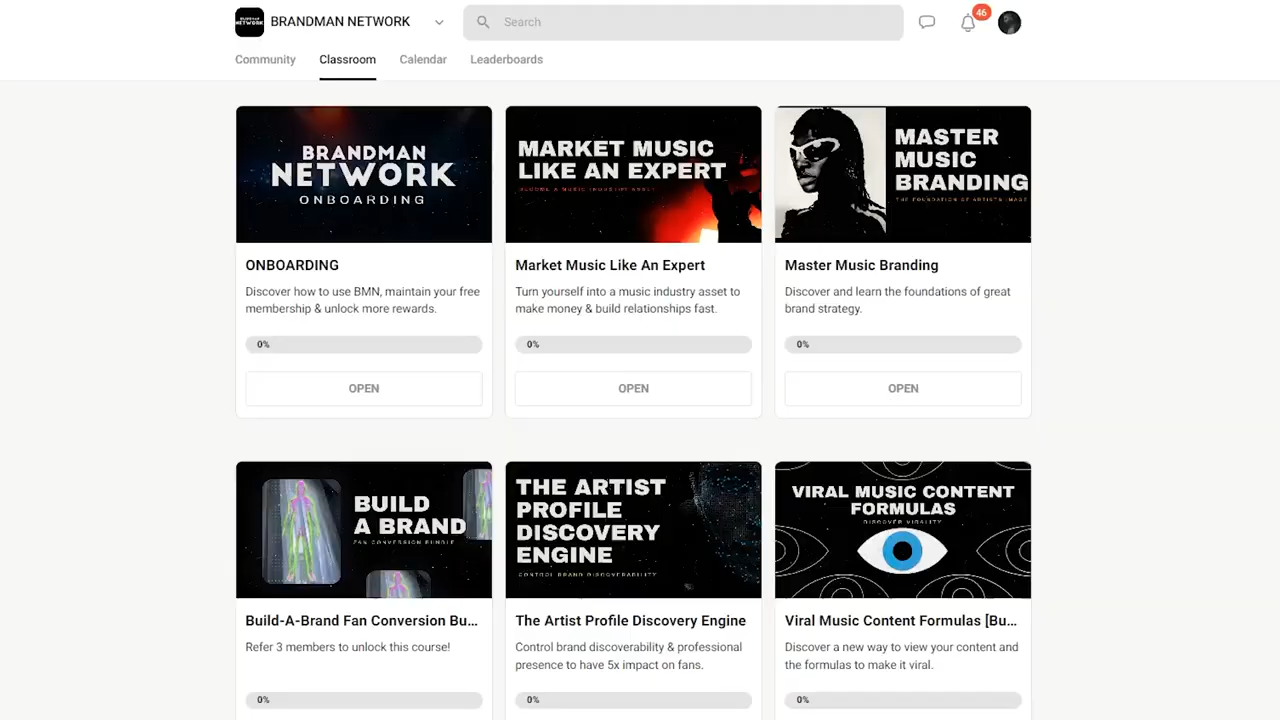 BRANDMAN NETWORK
Search
46
Community
Classroom
Calendar
Leaderboards
BRANDMAN
NETWORK
ONBOARDING
MARKET MUSIC
LIKE AN EXPERT
MASTER
MUSIC
BRANDING
THE FOUNDATION OF ARTISTS IMAGE
ONBOARDING
Discover how to use BMN, maintain your free
membership & unlock more rewards.
0%
OPEN
Market Music Like An Expert
Turn yourself into a music industry asset to
make money & build relationships fast.
0%
OPEN
Master Music Branding
Discover and learn the foundations of great
brand strategy.
0%
OPEN
BUILD
A BRAND
FAN CONVERSION BUNDLE
THE ARTIST
PROFILE
DISCOVERY
ENGINE
CONTROL BRAND DISCOVERABILITY
VIRAL MUSIC CONTENT
FORMULAS
DISCOVER VIRALITY
Build-A-Brand Fan Conversion Bu...
Refer 3 members to unlock this course!
0%
The Artist Profile Discovery Engine
Control brand discoverability & professional
presence to have 5x impact on fans.
0%
Viral Music Content Formulas [Bu...
Discover a new way to view your content and
the formulas to make it viral.
0%